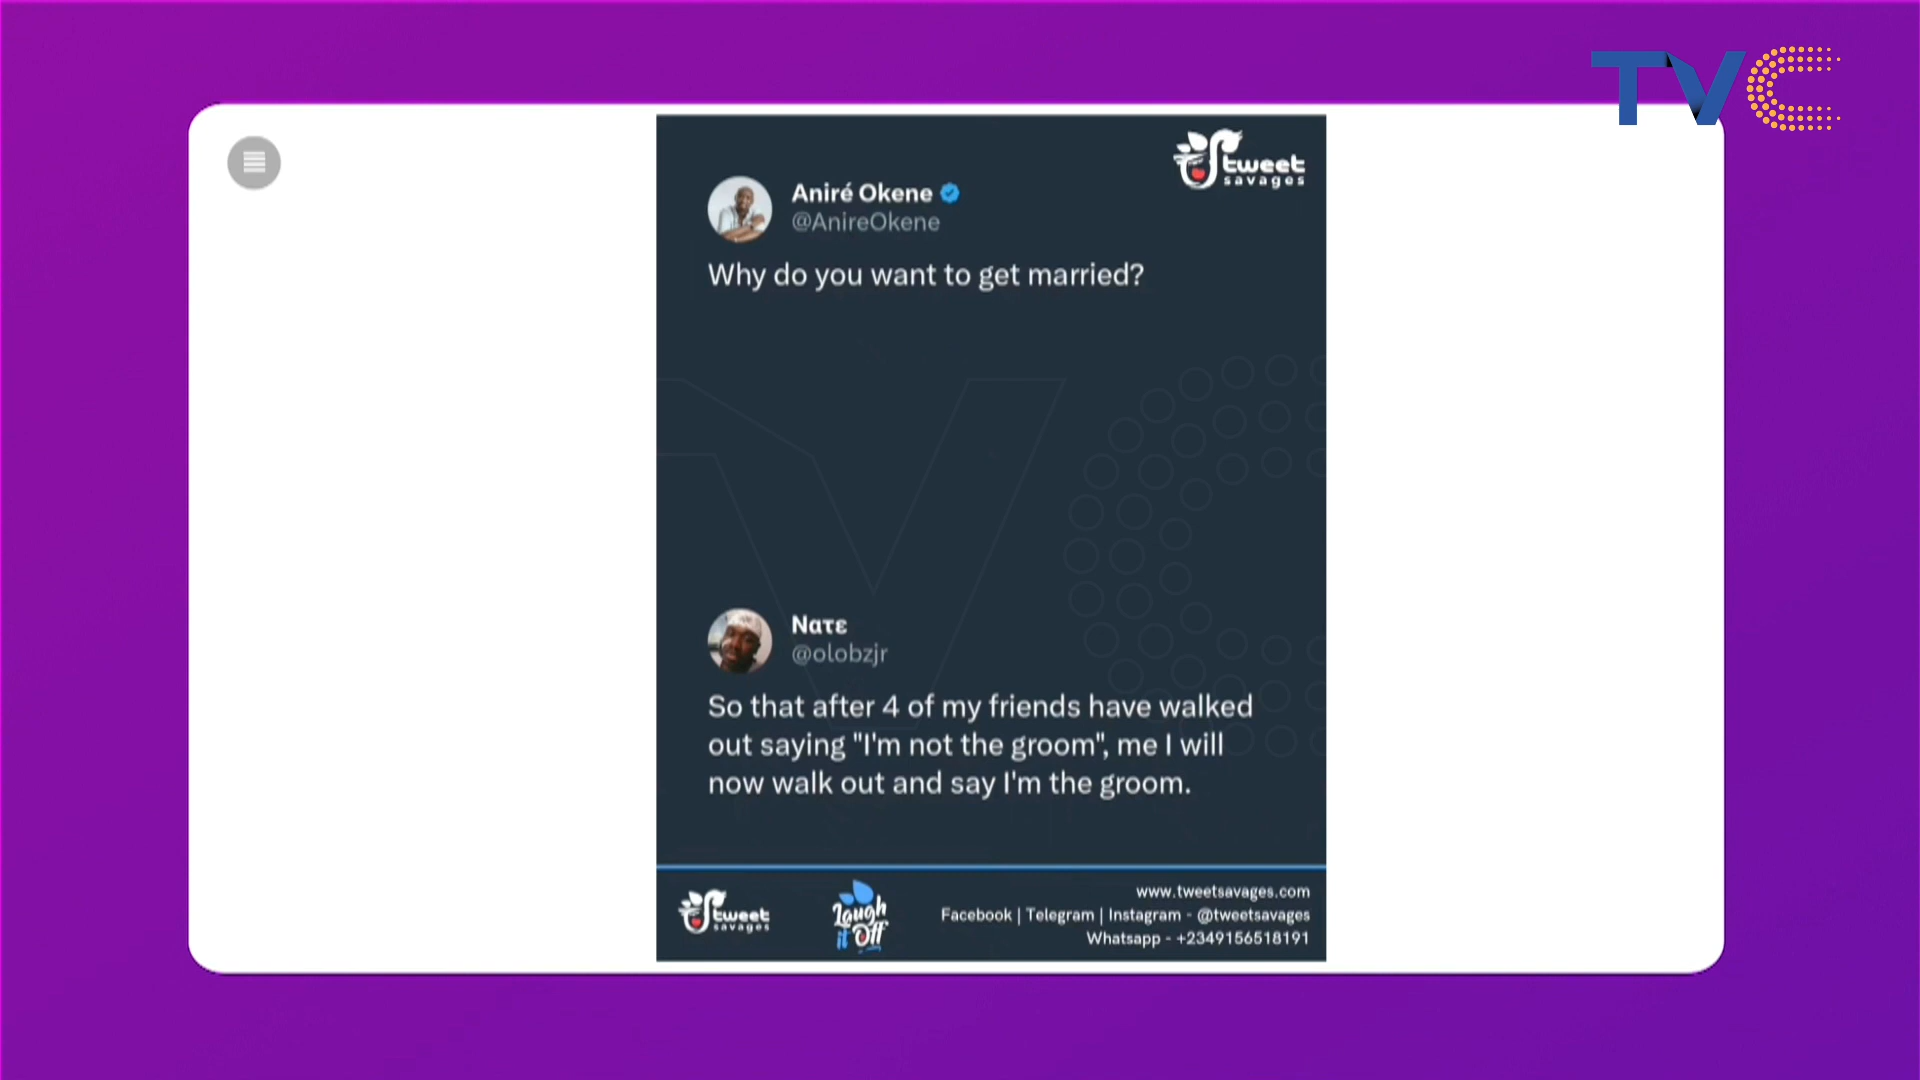 TVC
tweet
savages
Aniré Okene
@AnireOkene
Why do you want to get married?
Nατε
@olobzjr
So that after 4 of my friends have walked
out saying "I'm not the groom", me I will
now walk out and say I'm the groom.
tweet
savages
Laugh
it Off
www.tweetsavages.com
Facebook | Telegram | Instagram - @tweetsavages
Whatsapp - +2349156518191